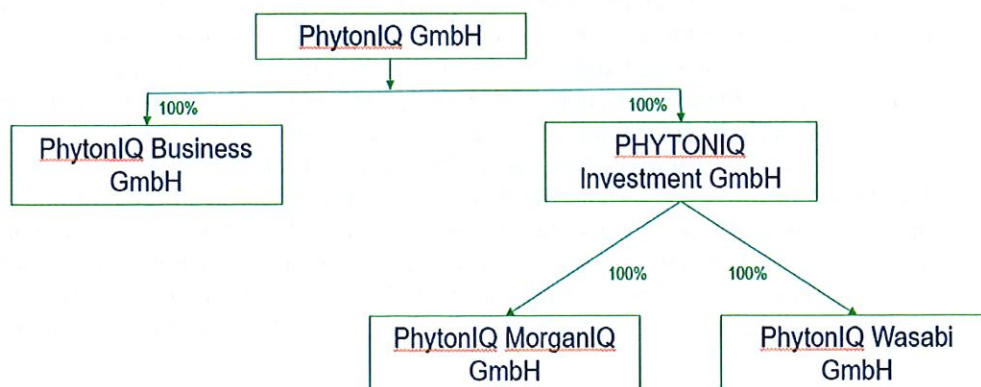 PhytonIQ GmbH
100%
100%
PhytonIQ Business
GmbH
PHYTONIQ
Investment GmbH
100%
100%
PhytonIQ MorganIQ
GmbH
PhytonIQ Wasabi
GmbH